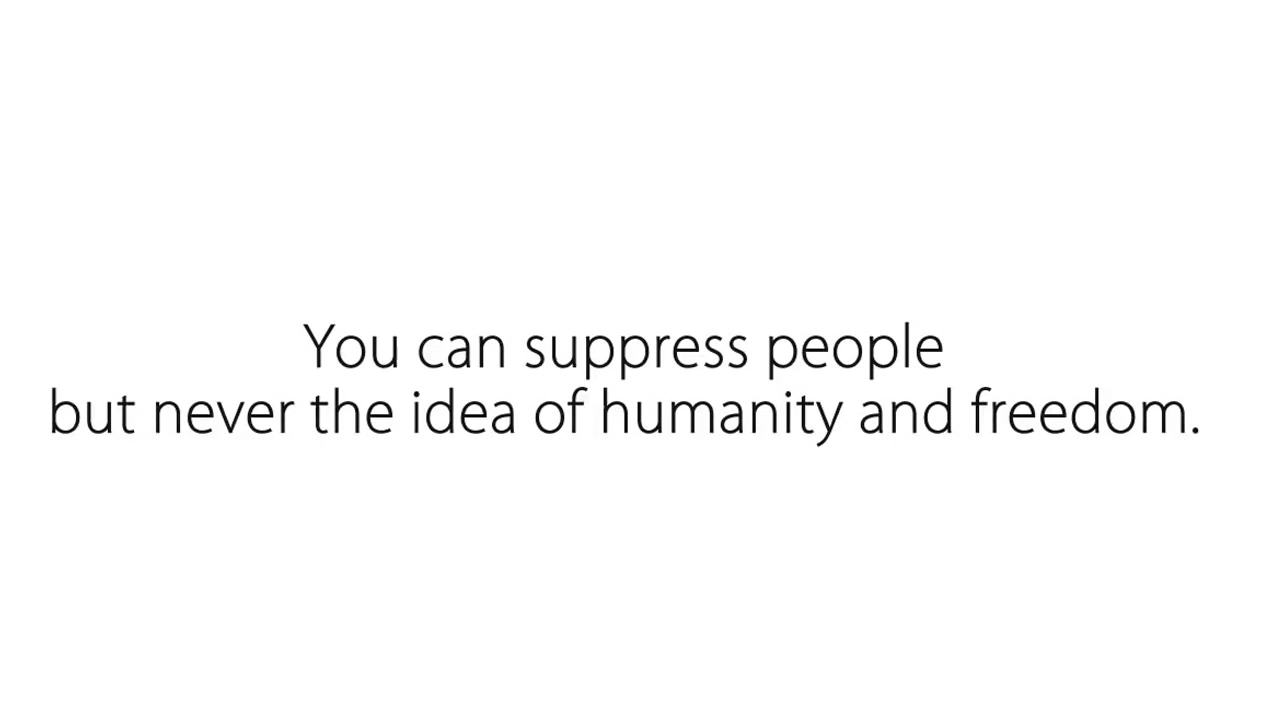 You can suppress people
but never the idea of humanity and freedom.